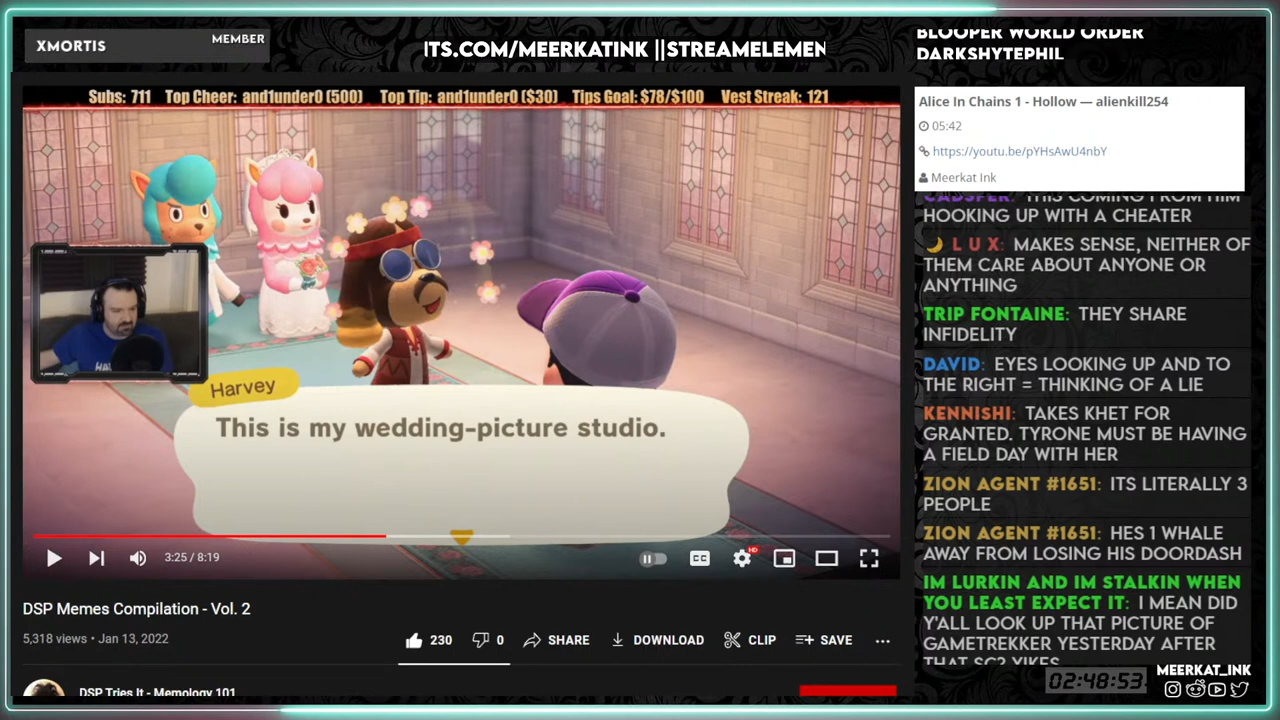 XMORTIS
MEMBER
ITS.COM/MEERKATINK ||STREAMELEMEN
BLOOPER WORLD ORDER
DARKSHYTEPHIL
Subs: 711 Top Cheer: and1under0 (500) Top Tip: and1under0 ($30) Tips Goal: $78/$100 Vest Streak: 121
Alice In Chains 1 - Hollow — alienkill254
05:42
https://youtu.be/pYHsAwU4nbY
Meerkat Ink
CADSFER: THIS COMING FROM HIM
HOOKING UP WITH A CHEATER
🌙 L U X: MAKES SENSE, NEITHER OF
THEM CARE ABOUT ANYONE OR
ANYTHING
TRIP FONTAINE: THEY SHARE
INFIDELITY
DAVID: EYES LOOKING UP AND TO
THE RIGHT = THINKING OF A LIE
KENNISHI: TAKES KHET FOR
GRANTED. TYRONE MUST BE HAVING
A FIELD DAY WITH HER
ZION AGENT #1651: ITS LITERALLY 3
PEOPLE
ZION AGENT #1651: HES 1 WHALE
AWAY FROM LOSING HIS DOORDASH
IM LURKIN AND IM STALKIN WHEN
YOU LEAST EXPECT IT: I MEAN DID
Y'ALL LOOK UP THAT PICTURE OF
GAMETREKKER YESTERDAY AFTER
THAT SC2 YIKES
Harvey
This is my wedding-picture studio.
3:25 / 8:19
CC
HD
DSP Memes Compilation - Vol. 2
5,318 views • Jan 13, 2022
230
0
SHARE
DOWNLOAD
CLIP
SAVE
DSP Tries It - Memology 101
02:48:53
MEERKAT_INK